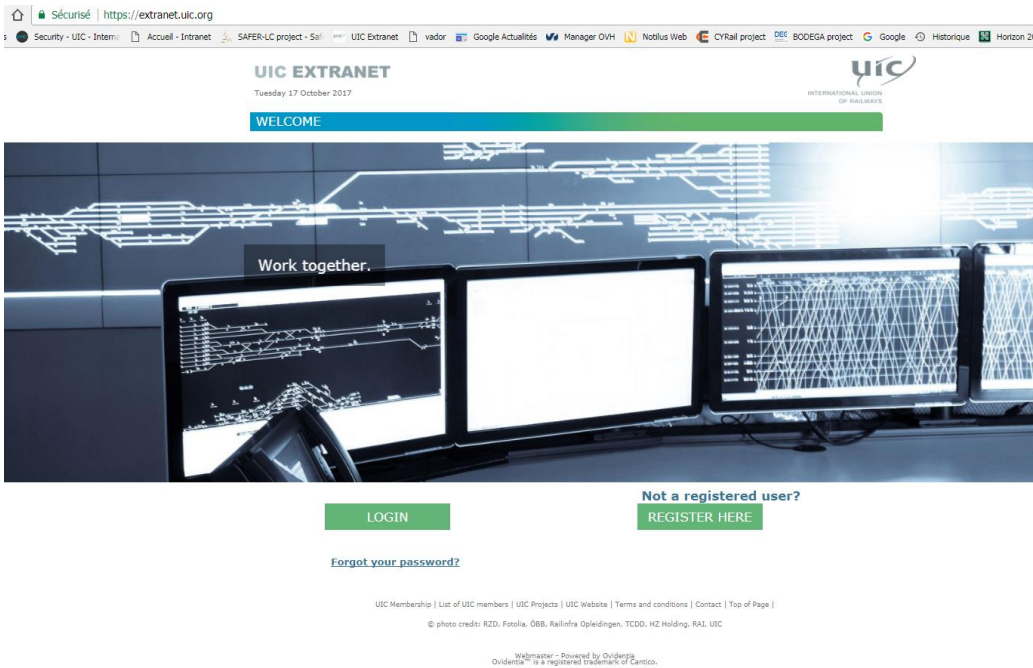 Sécurisé | https://extranet.uic.org
Security - UIC - Interna Accueil - Intranet SAFER-LC project - Saf UIC Extranet vador Google Actualités Manager OVH Notilus Web CYRail project BODEGA project Google Historique Horizon 20
UIC EXTRANET
Tuesday 17 October 2017
uic
INTERNATIONAL UNION
OF RAILWAYS
WELCOME
Work together.
Not a registered user?
LOGIN REGISTER HERE
Forgot your password?
UIC Membership | List of UIC members | UIC Projects | UIC Website | Terms and conditions | Contact | Top of Page |
© photo credit: RZD, Fotolia, ÖBB, Railinfra Opleidingen, TCDD, HZ Holding, RAI, UIC
Webmaster - Powered by Ovidentia
Ovidentia™ is a registered trademark of Cantico.